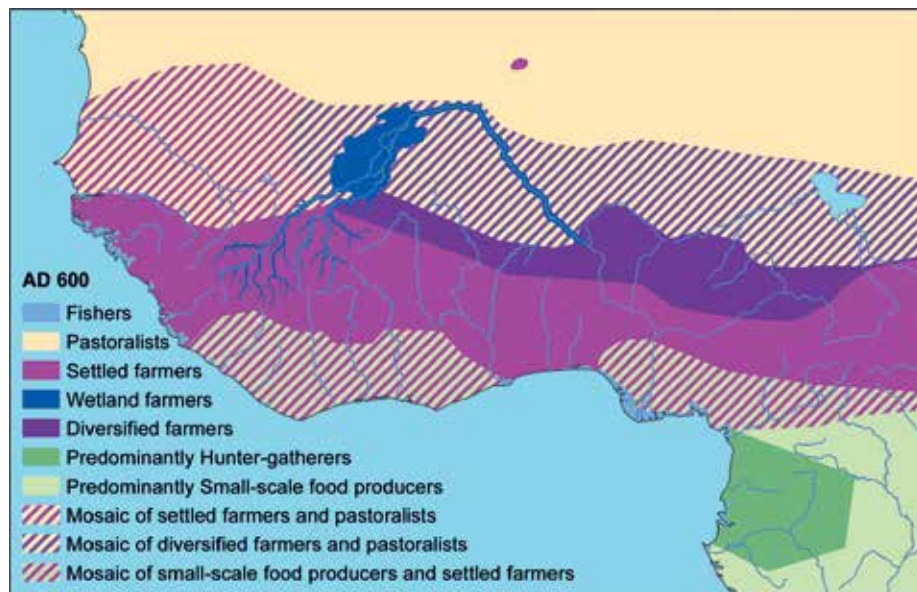 AD 600
Fishers
Pastoralists
Settled farmers
Wetland farmers
Diversified farmers
Predominantly Hunter-gatherers
Predominantly Small-scale food producers
Mosaic of settled farmers and pastoralists
Mosaic of diversified farmers and pastoralists
Mosaic of small-scale food producers and settled farmers